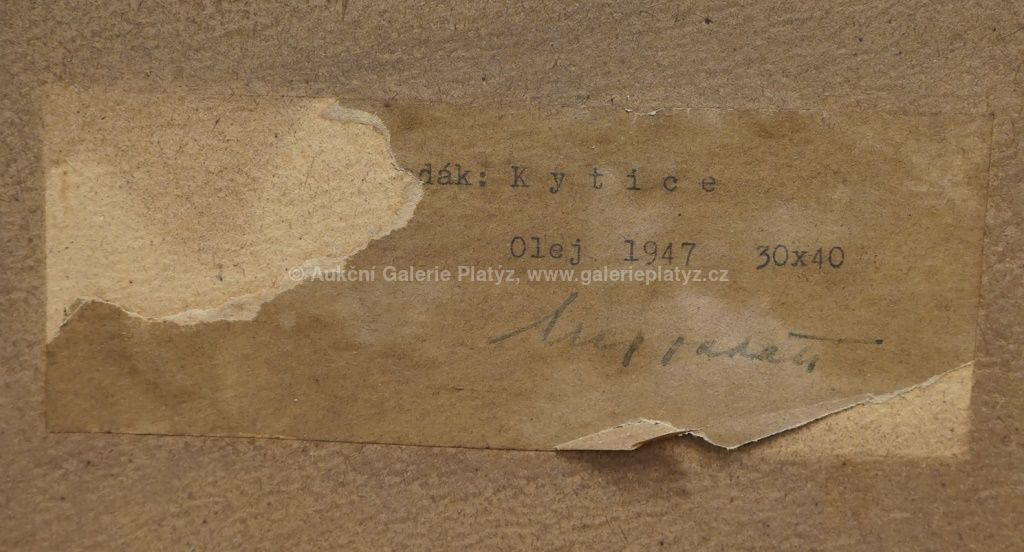 dák: K y t i c e
Olej 1947 30x40
© Aukční Galerie Platýz, www.galerieplatyz.cz